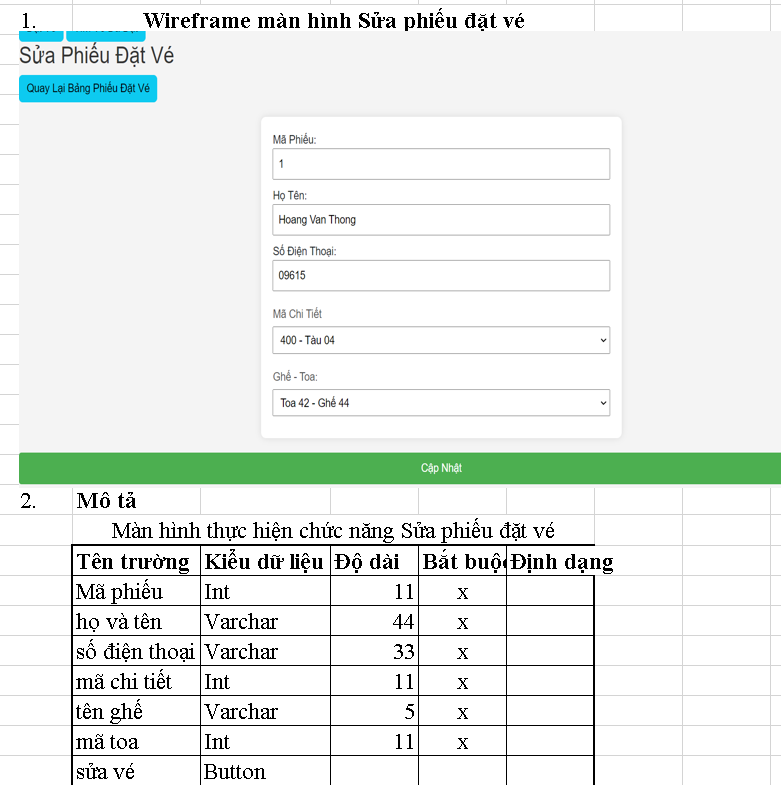 1. Wireframe màn hình Sửa phiếu đặt vé
Sửa Phiếu Đặt Vé
Quay Lại Bảng Phiếu Đặt Vé
Mã Phiếu:
1
Họ Tên:
Hoang Van Thong
Số Điện Thoại:
09615
Mã Chi Tiết
400 - Tàu 04
Ghế - Toa:
Toa 42 - Ghế 44
Cập Nhật
2. Mô tả
Màn hình thực hiện chức năng Sửa phiếu đặt vé
Tên trường Kiểu dữ liệu Độ dài Bắt buộ Định dạng
Mã phiếu Int 11 x
họ và tên Varchar 44 x
số điện thoại Varchar 33 x
mã chi tiết Int 11 x
tên ghế Varchar 5 x
mã toa Int 11 x
sửa vé Button